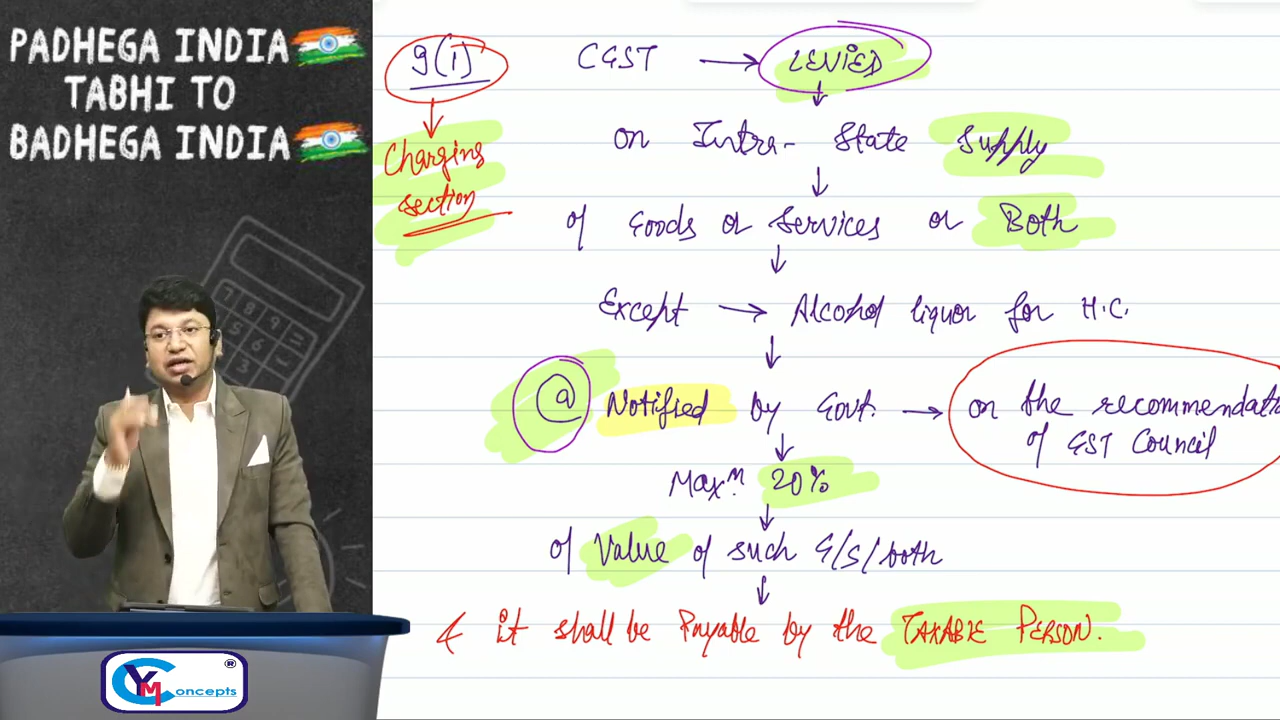 PADHEGA INDIA
TABHI TO
BADHEGA INDIA
9(1) CGST → LEVIED
Charging
section
on Intra- State Supply
of Goods or Services or Both
Except → Alcohol liquor for H.C.
@ Notified by Govt. → on the recommendat
of GST Council
Maxm. 20%
of Value of such G/S/both
& it shall be Payable by the TAXABLE PERSON.
YM Concepts ®